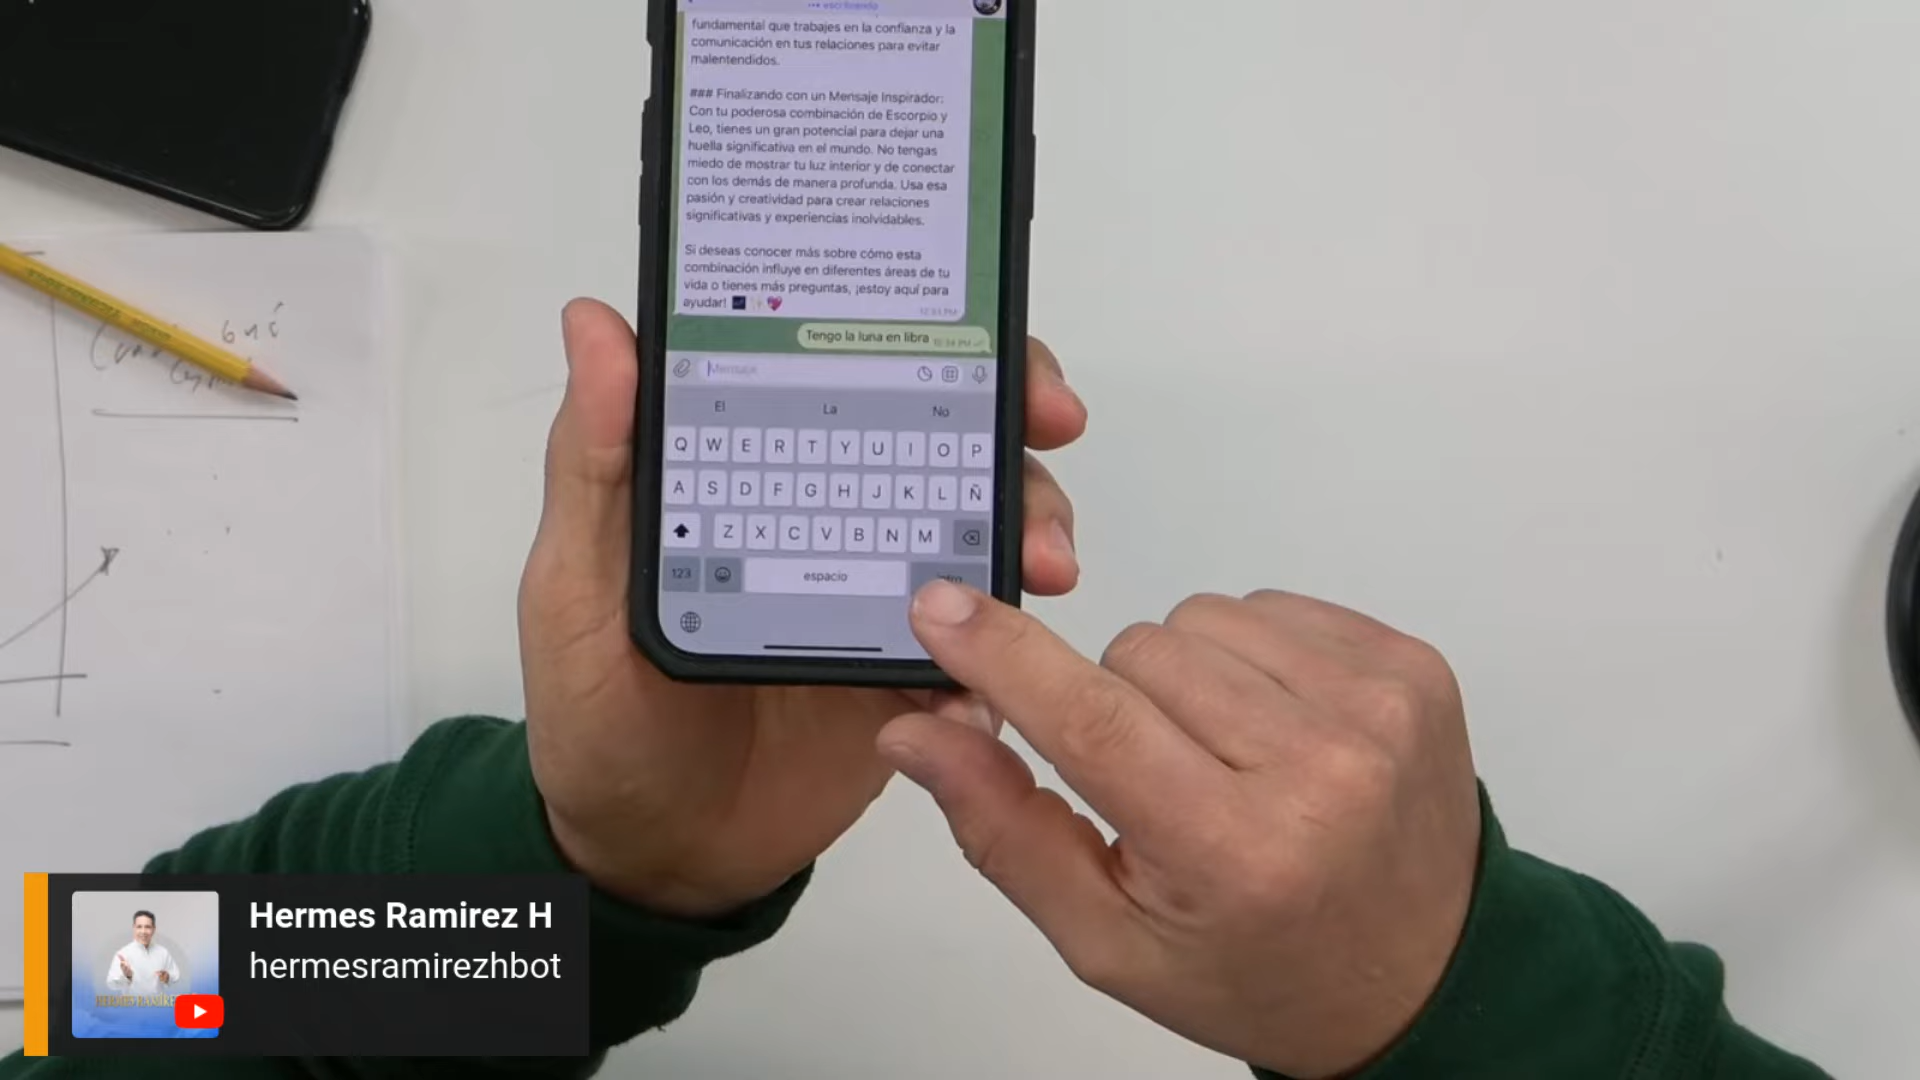 escribiendo
fundamental que trabajes en la confianza y la
comunicación en tus relaciones para evitar
malentendidos.
### Finalizando con un Mensaje Inspirador:
Con tu poderosa combinación de Escorpio y
Leo, tienes un gran potencial para dejar una
huella significativa en el mundo. No tengas
miedo de mostrar tu luz interior y de conectar
con los demás de manera profunda. Usa esa
pasión y creatividad para crear relaciones
significativas y experiencias inolvidables.
Si deseas conocer más sobre cómo esta
combinación influye en diferentes áreas de tu
vida o tienes más preguntas, ¡estoy aquí para
ayudar!
Tengo la luna en libra
Mensaje
El La No
Q W E R T Y U I O P
A S D F G H J K L Ñ
Z X C V B N M
123 espacio
Hermes Ramirez H
hermesramirezhbot